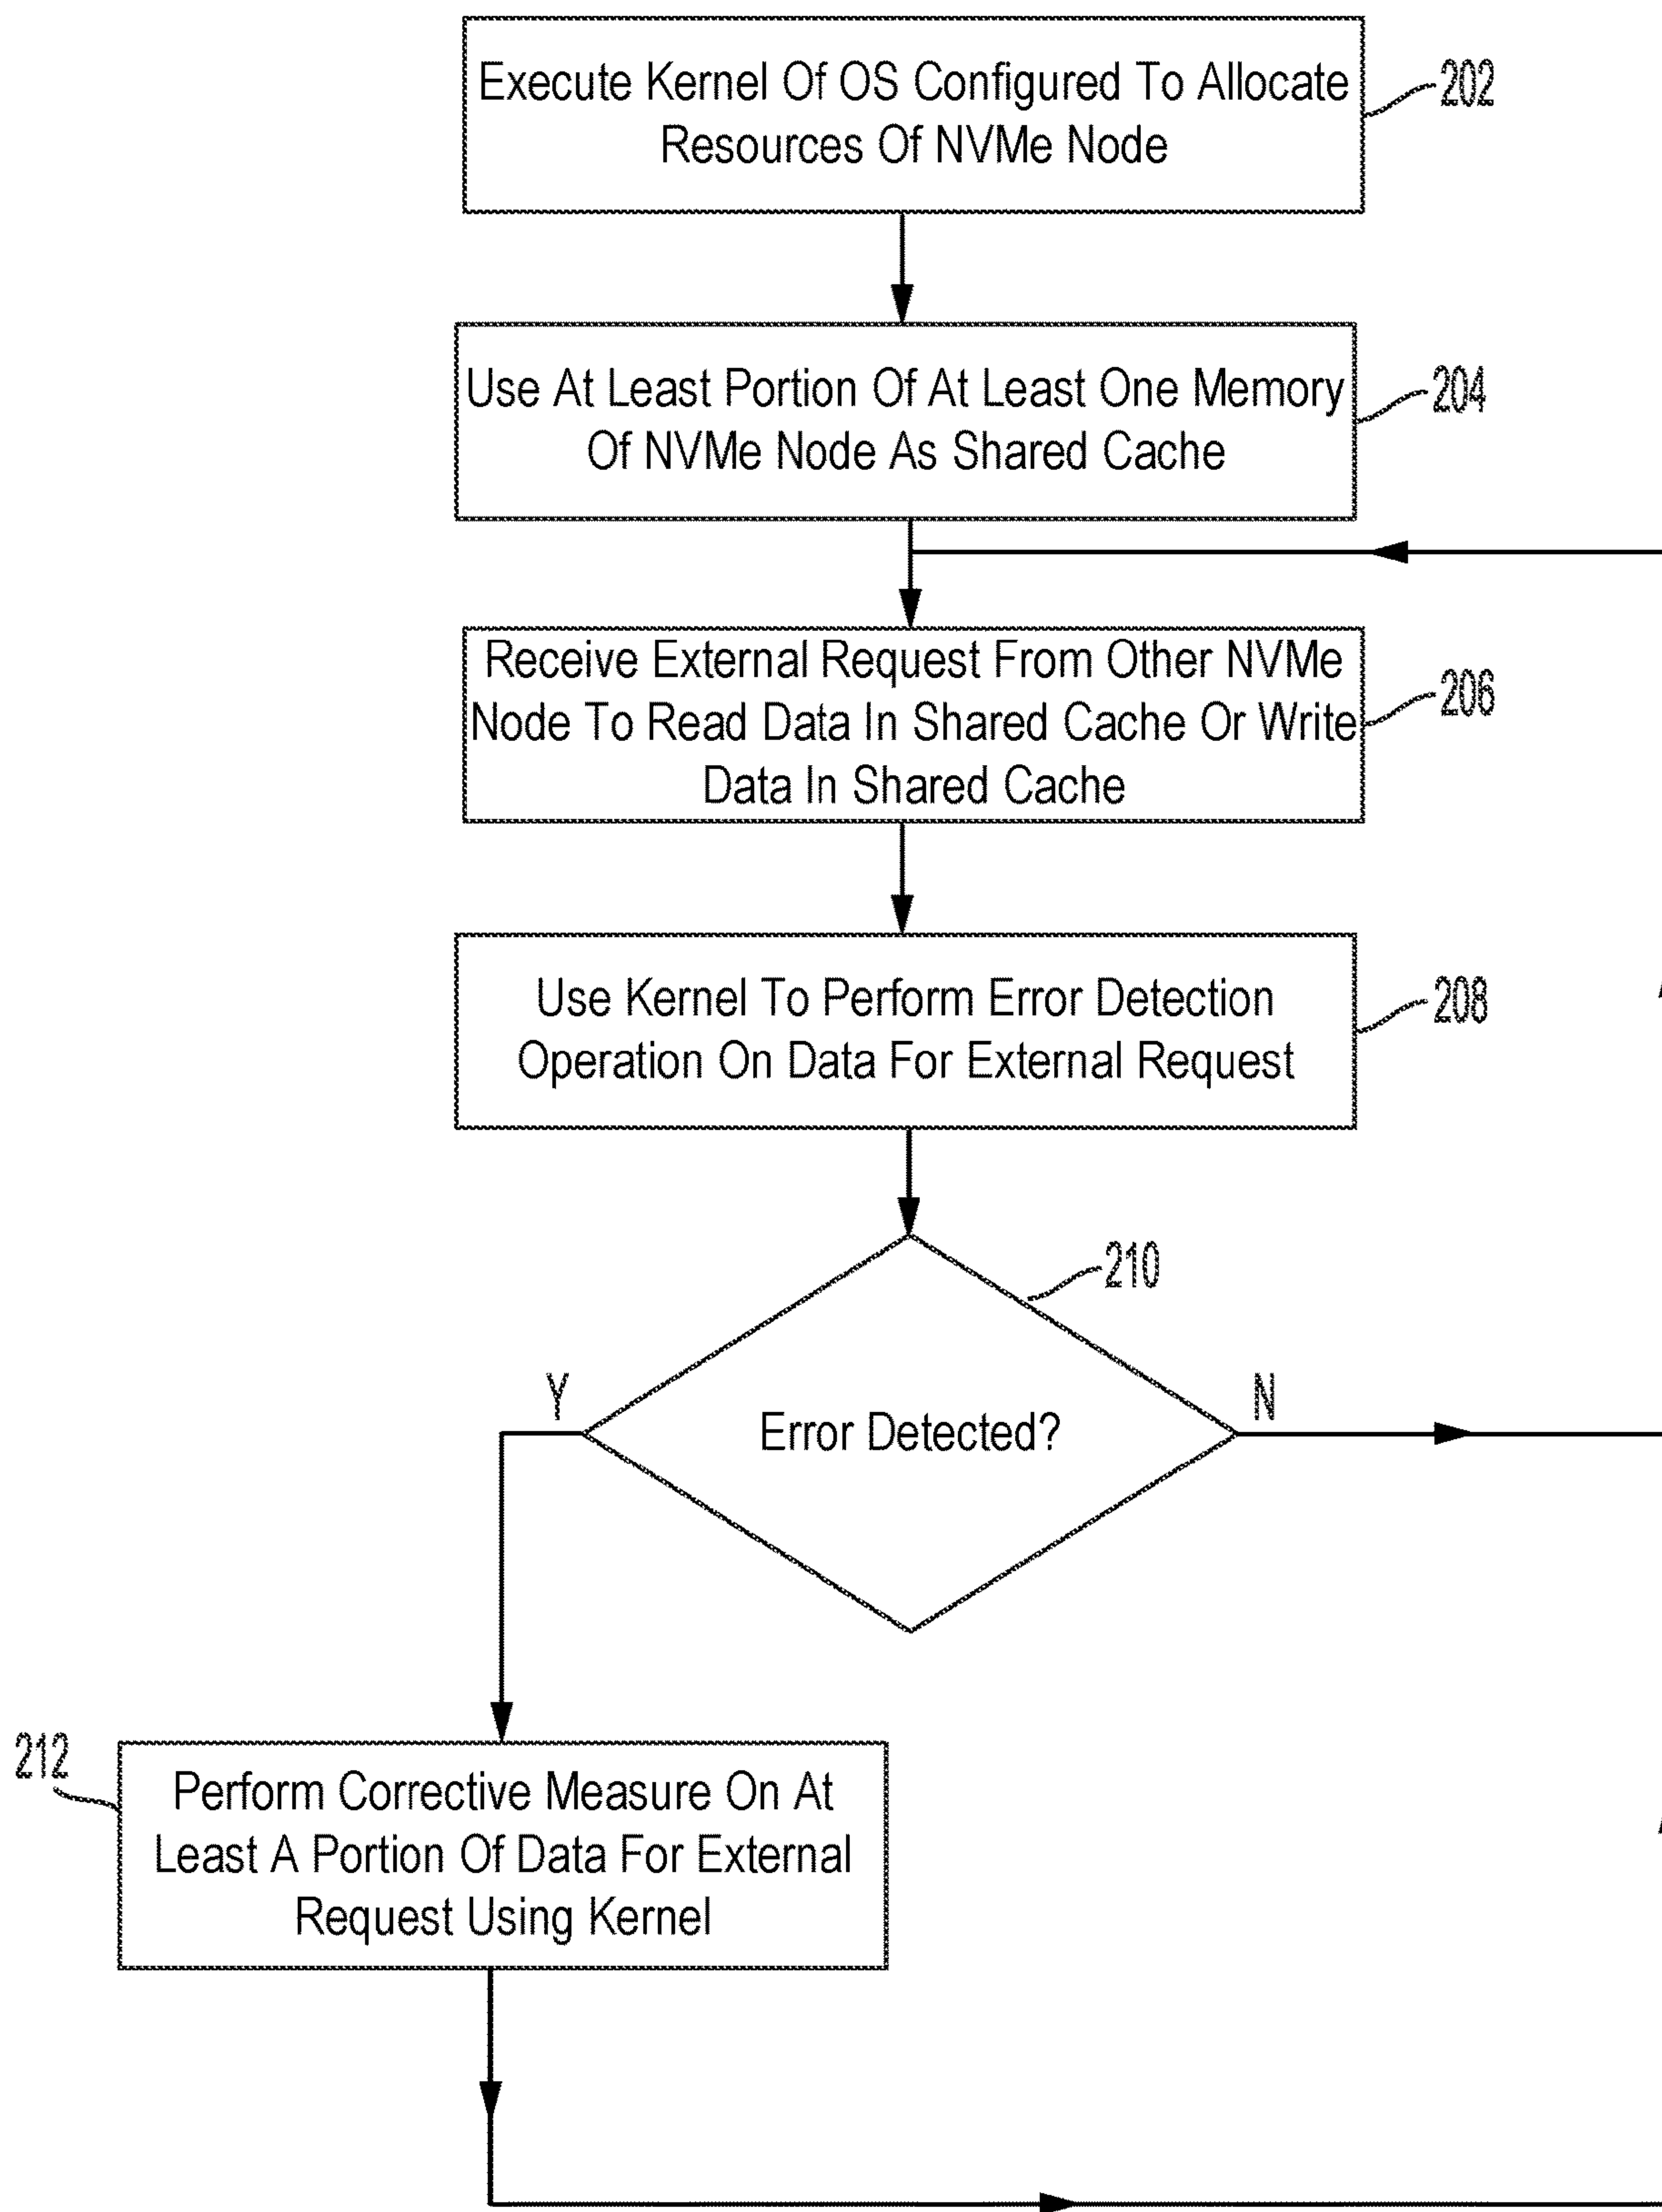 Execute Kernel Of OS Configured To Allocate
Resources Of NVMe Node
202
Use At Least Portion Of At Least One Memory
Of NVMe Node As Shared Cache
204
Receive External Request From Other NVMe
Node To Read Data In Shared Cache Or Write
Data In Shared Cache
206
Use Kernel To Perform Error Detection
Operation On Data For External Request
208
210
Y
Error Detected?
N
212
Perform Corrective Measure On At
Least A Portion Of Data For External
Request Using Kernel